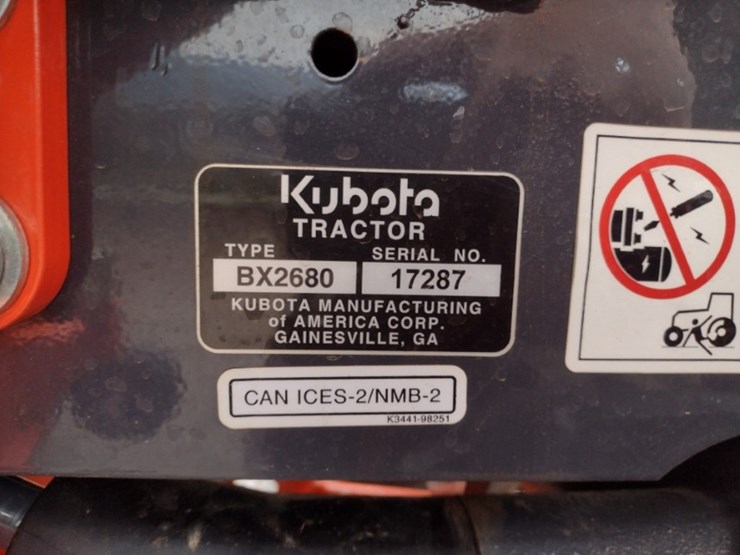 Kubota
TRACTOR
TYPE SERIAL NO.
BX2680 17287
KUBOTA MANUFACTURING
of AMERICA CORP.
GAINESVILLE, GA
CAN ICES-2/NMB-2
K3441-98251